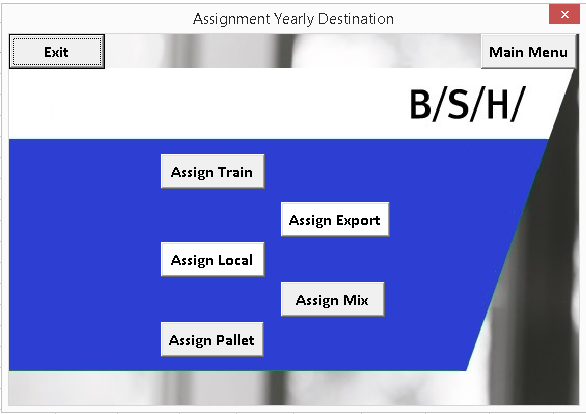 Assignment Yearly Destination
Exit
Main Menu
B/S/H/
Assign Train
Assign Export
Assign Local
Assign Mix
Assign Pallet